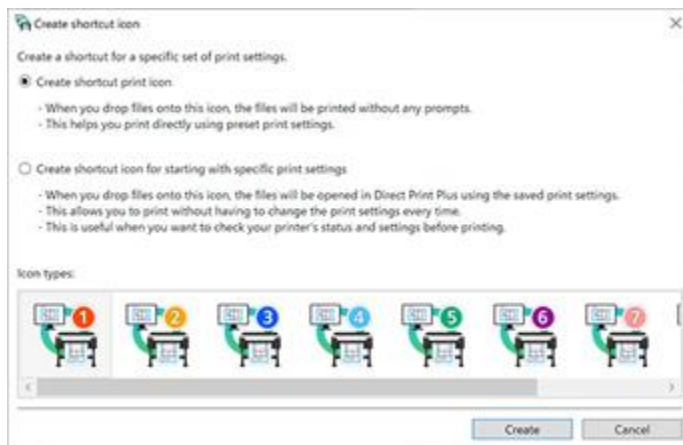 Create shortcut icon
Create a shortcut for a specific set of print settings.
Create shortcut print icon
- When you drop files onto this icon, the files will be printed without any prompts.
- This helps you print directly using preset print settings.
Create shortcut icon for starting with specific print settings
- When you drop files onto this icon, the files will be opened in Direct Print Plus using the saved print settings.
- This allows you to print without having to change the print settings every time.
- This is useful when you want to check your printer's status and settings before printing.
Icon types:
1 2 3 4 5 6 7
Create Cancel